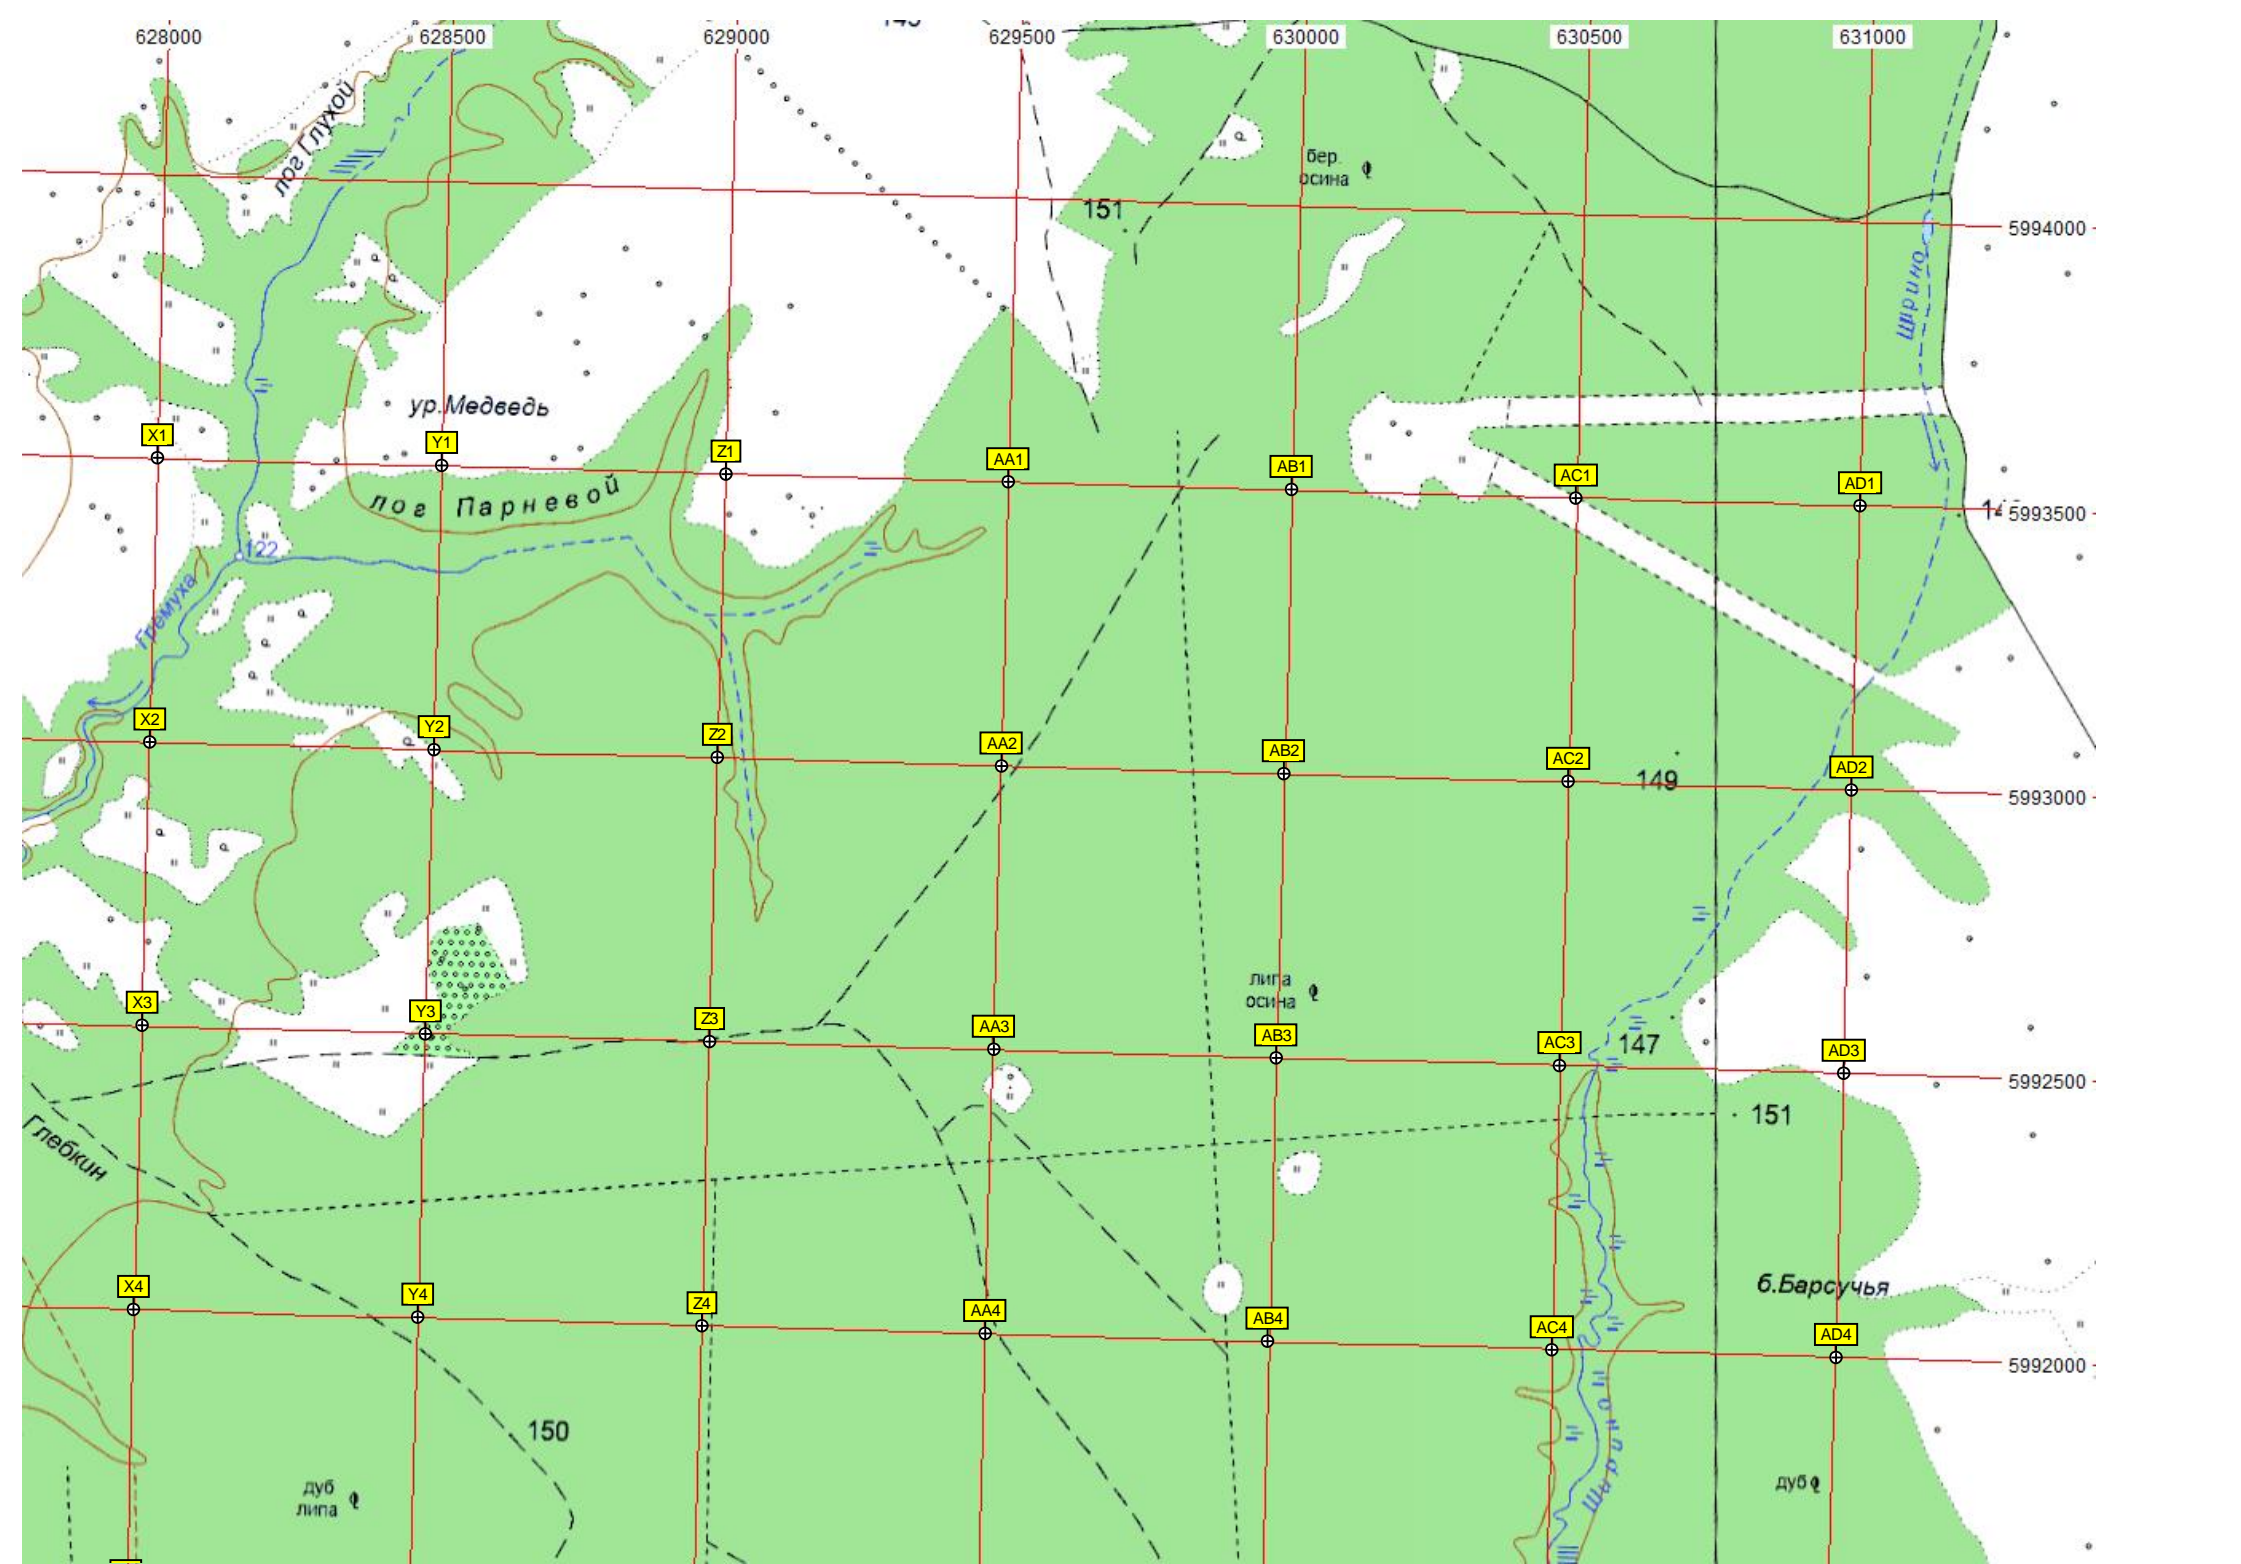 628000 628500 629000 629500 630000 630500 631000
лог Глухой
бер.
осина
151
5994000
Ширино
ур.Медведь
X1 Y1 Z1 AA1 AB1 AC1 AD1
лог Парневой
5993500
122
Гремуха
X2 Y2 Z2 AA2 AB2 AC2 AD2
149
5993000
липа
осина
X3 Y3 Z3 AA3 AB3 AC3 AD3
147
5992500
151
Глебкин
б.Барсучья
X4 Y4 Z4 AA4 AB4 AC4 AD4
5992000
150
дуб
липа
дуб